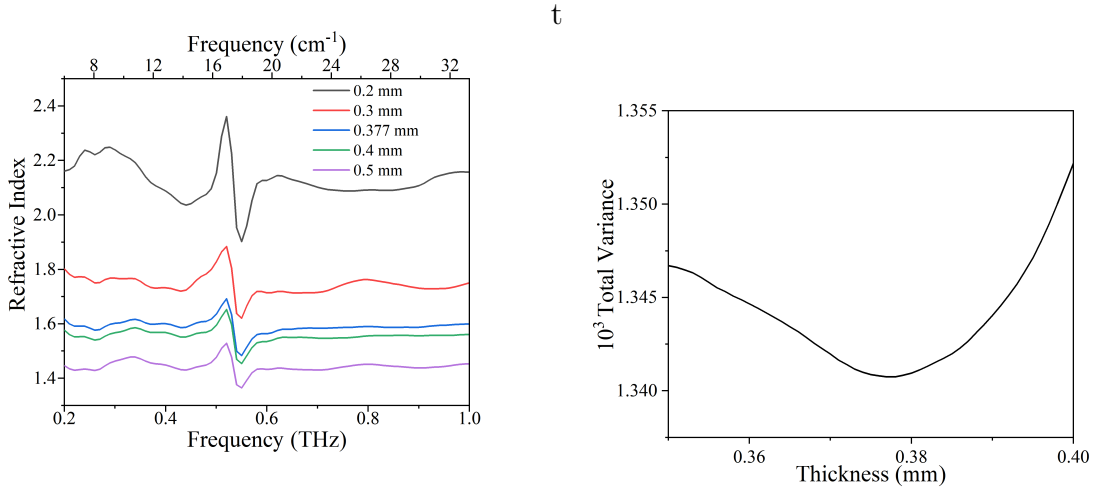 t
Frequency (cm-1)
8 12 16 20 24 28 32
2.4
2.2
2.0
1.8
1.6
1.4
Refractive Index
0.2 mm
0.3 mm
0.377 mm
0.4 mm
0.5 mm
0.2 0.4 0.6 0.8 1.0
Frequency (THz)
1.355
1.350
1.345
1.340
10³ Total Variance
0.36 0.38 0.40
Thickness (mm)